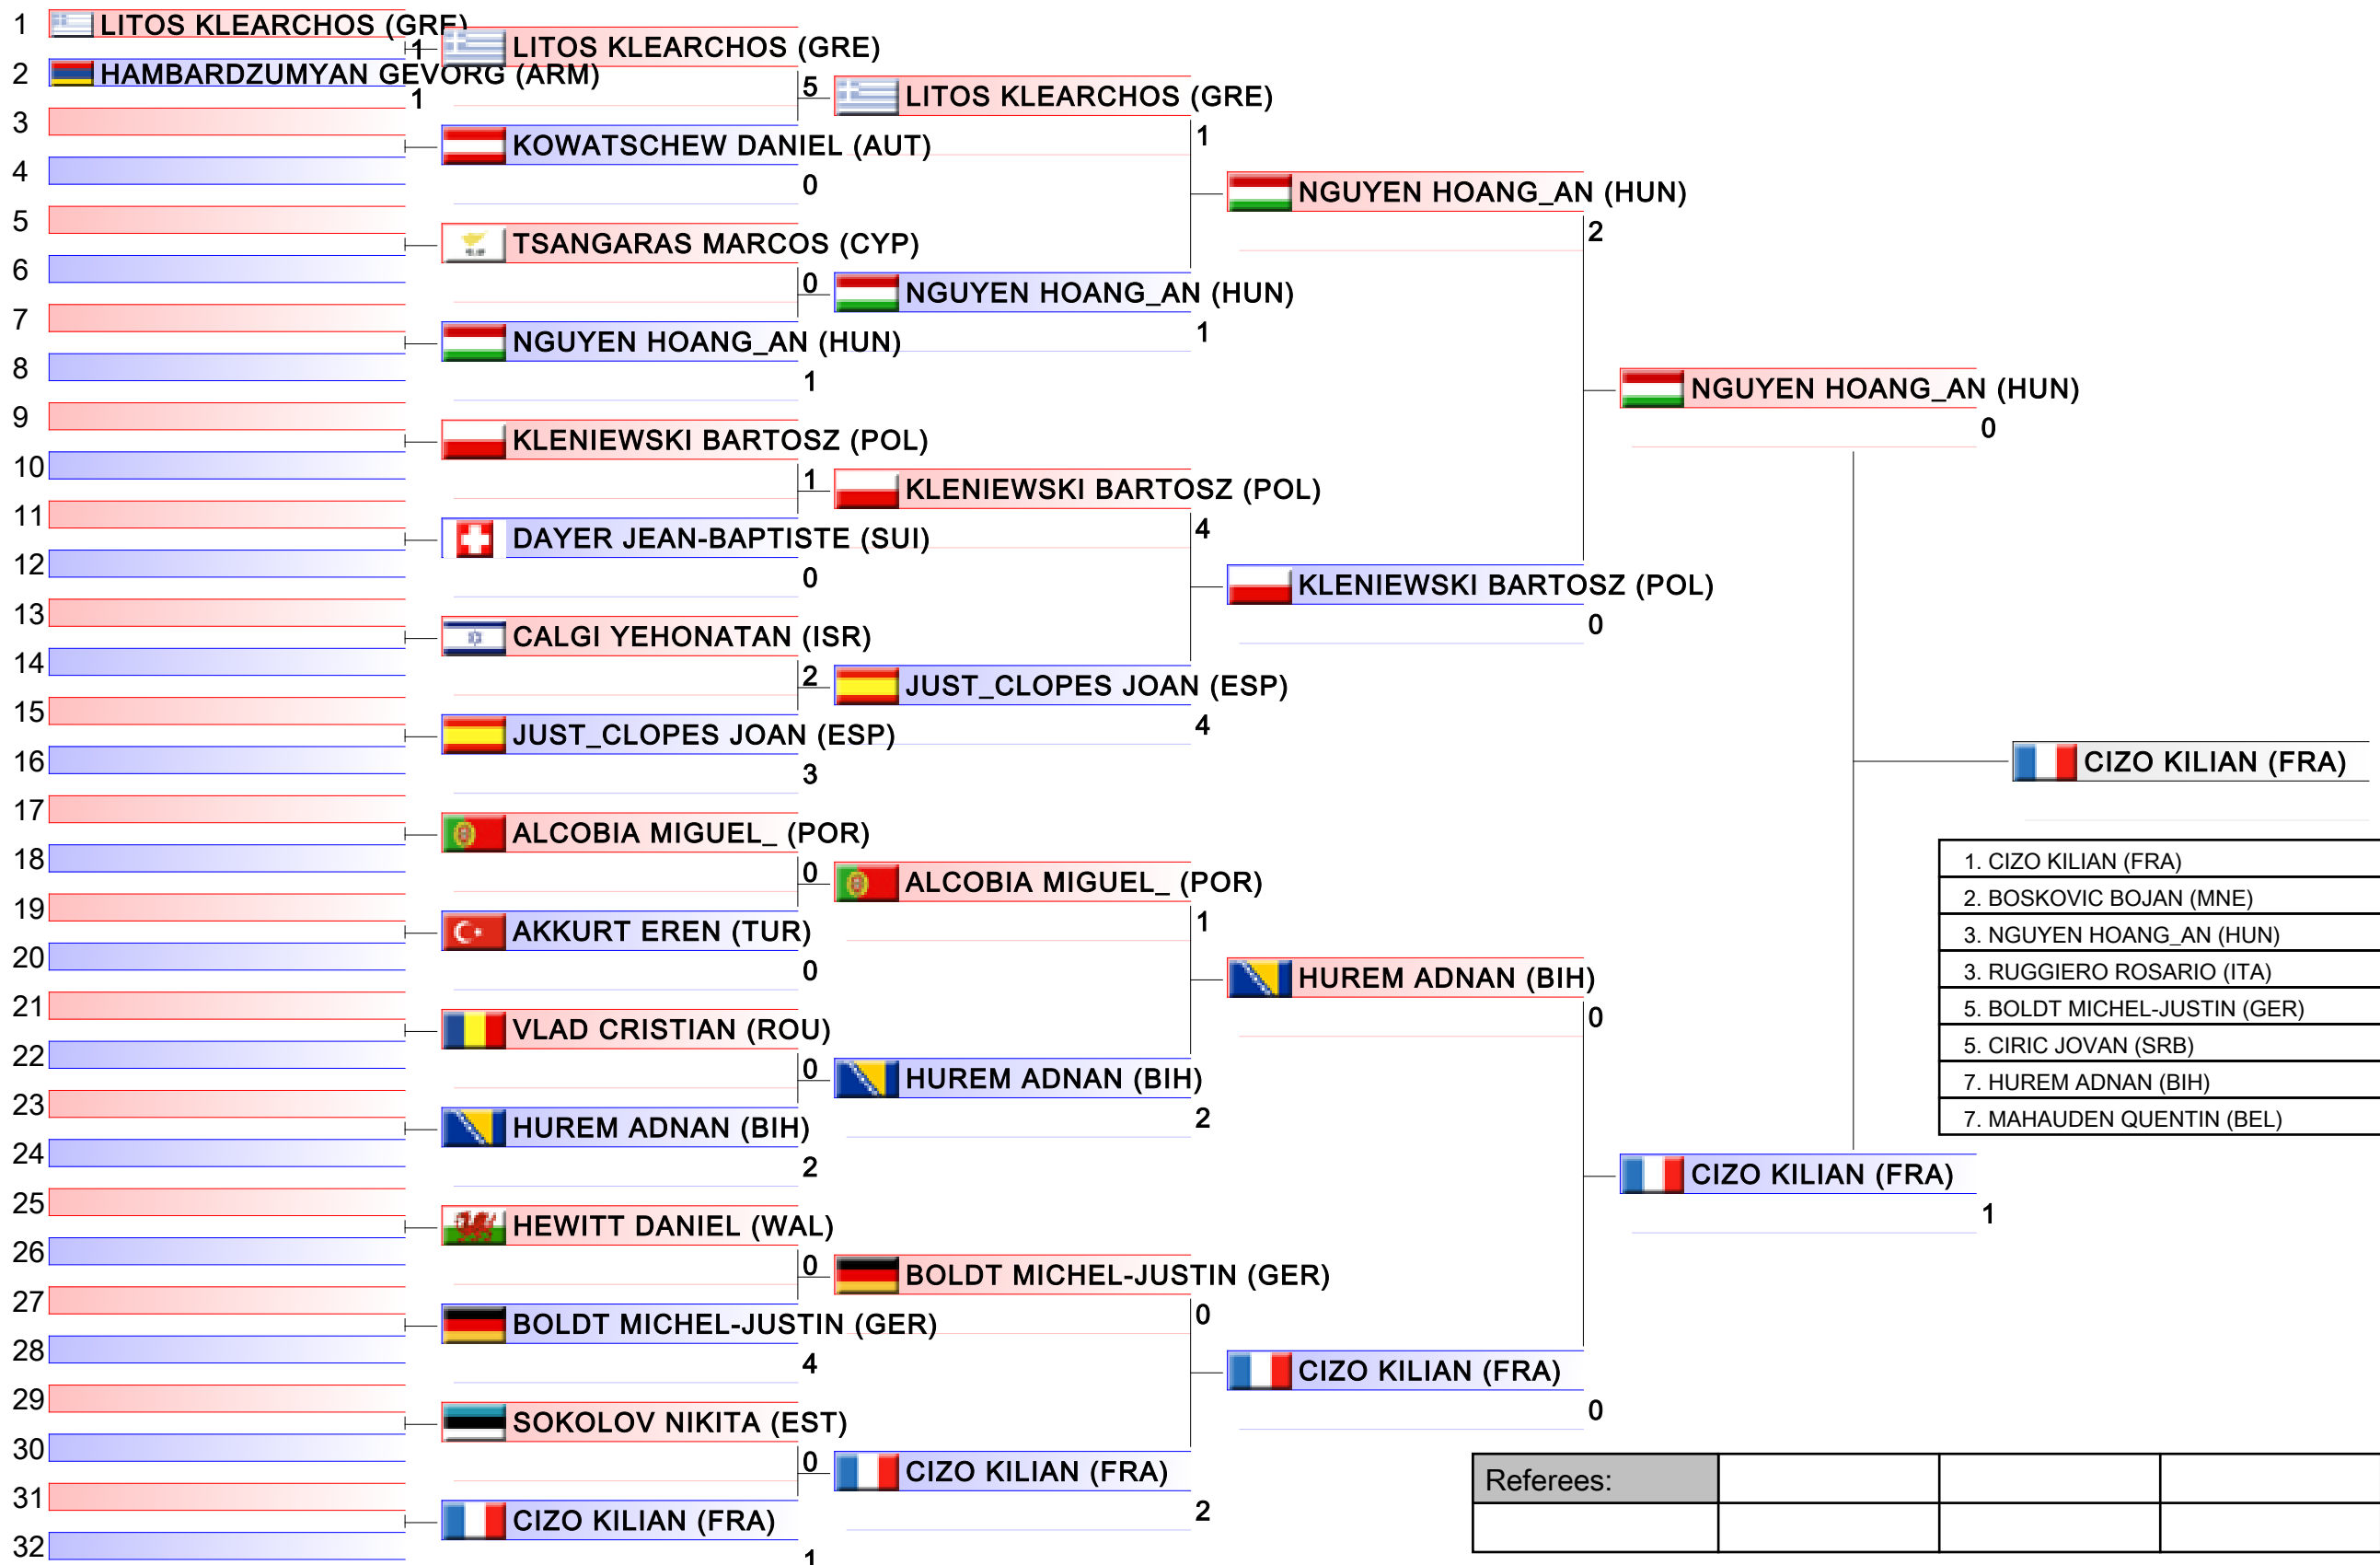 1 LITOS KLEARCHOS (GRE)
1
2 HAMBARDZUMYAN GEVORG (ARM)
1
3
4
5
6
7
8
9
10
11
12
13
14
15
16
17
18
19
20
21
22
23
24
25
26
27
28
29
30
31
32
LITOS KLEARCHOS (GRE)
5
KOWATSCHEW DANIEL (AUT)
0
TSANGARAS MARCOS (CYP)
0
NGUYEN HOANG_AN (HUN)
1
KLENIEWSKI BARTOSZ (POL)
1
DAYER JEAN-BAPTISTE (SUI)
0
CALGI YEHONATAN (ISR)
2
JUST_CLOPES JOAN (ESP)
3
ALCOBIA MIGUEL_ (POR)
0
AKKURT EREN (TUR)
0
VLAD CRISTIAN (ROU)
0
HUREM ADNAN (BIH)
2
HEWITT DANIEL (WAL)
0
BOLDT MICHEL-JUSTIN (GER)
4
SOKOLOV NIKITA (EST)
0
CIZO KILIAN (FRA)
1
LITOS KLEARCHOS (GRE)
1
NGUYEN HOANG_AN (HUN)
1
KLENIEWSKI BARTOSZ (POL)
4
JUST_CLOPES JOAN (ESP)
4
ALCOBIA MIGUEL_ (POR)
1
HUREM ADNAN (BIH)
2
BOLDT MICHEL-JUSTIN (GER)
0
CIZO KILIAN (FRA)
2
NGUYEN HOANG_AN (HUN)
2
KLENIEWSKI BARTOSZ (POL)
0
HUREM ADNAN (BIH)
0
CIZO KILIAN (FRA)
0
NGUYEN HOANG_AN (HUN)
0
CIZO KILIAN (FRA)
1
CIZO KILIAN (FRA)
1. CIZO KILIAN (FRA)
2. BOSKOVIC BOJAN (MNE)
3. NGUYEN HOANG_AN (HUN)
3. RUGGIERO ROSARIO (ITA)
5. BOLDT MICHEL-JUSTIN (GER)
5. CIRIC JOVAN (SRB)
7. HUREM ADNAN (BIH)
7. MAHAUDEN QUENTIN (BEL)
Referees: